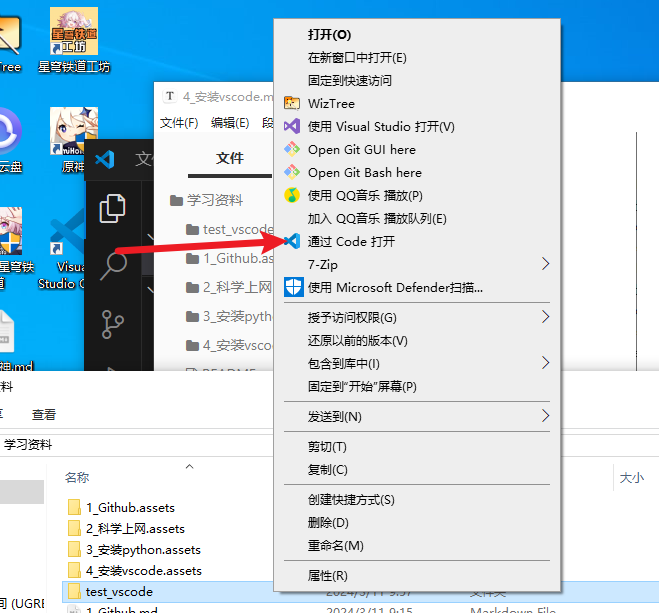 Tree
星穹铁道工坊
云盘
原神
星穹铁
道
Visua
Studio C
神.md
T 4_安装vscode.m
文件(F) 编辑(E) 段
文
文件
学习资料
test_vscode
1_Github.as
2_科学上网
3_安装pyth
4_安装vsco
打开(O)
在新窗口中打开(E)
固定到快速访问
WizTree
使用 Visual Studio 打开(V)
Open Git GUI here
Open Git Bash here
使用 QQ音乐 播放(P)
加入 QQ音乐 播放队列(E)
通过 Code 打开
7-Zip
使用 Microsoft Defender扫描...
授予访问权限(G)
还原以前的版本(V)
包含到库中(I)
固定到“开始”屏幕(P)
发送到(N)
剪切(T)
复制(C)
创建快捷方式(S)
删除(D)
重命名(M)
属性(R)
料
享 查看
学习资料
名称 大小
1_Github.assets
2_科学上网.assets
3_安装python.assets
4_安装vscode.assets
test_vscode
间 (UGRE
1_Github.md 2024/3/11 9:15 Markdown File